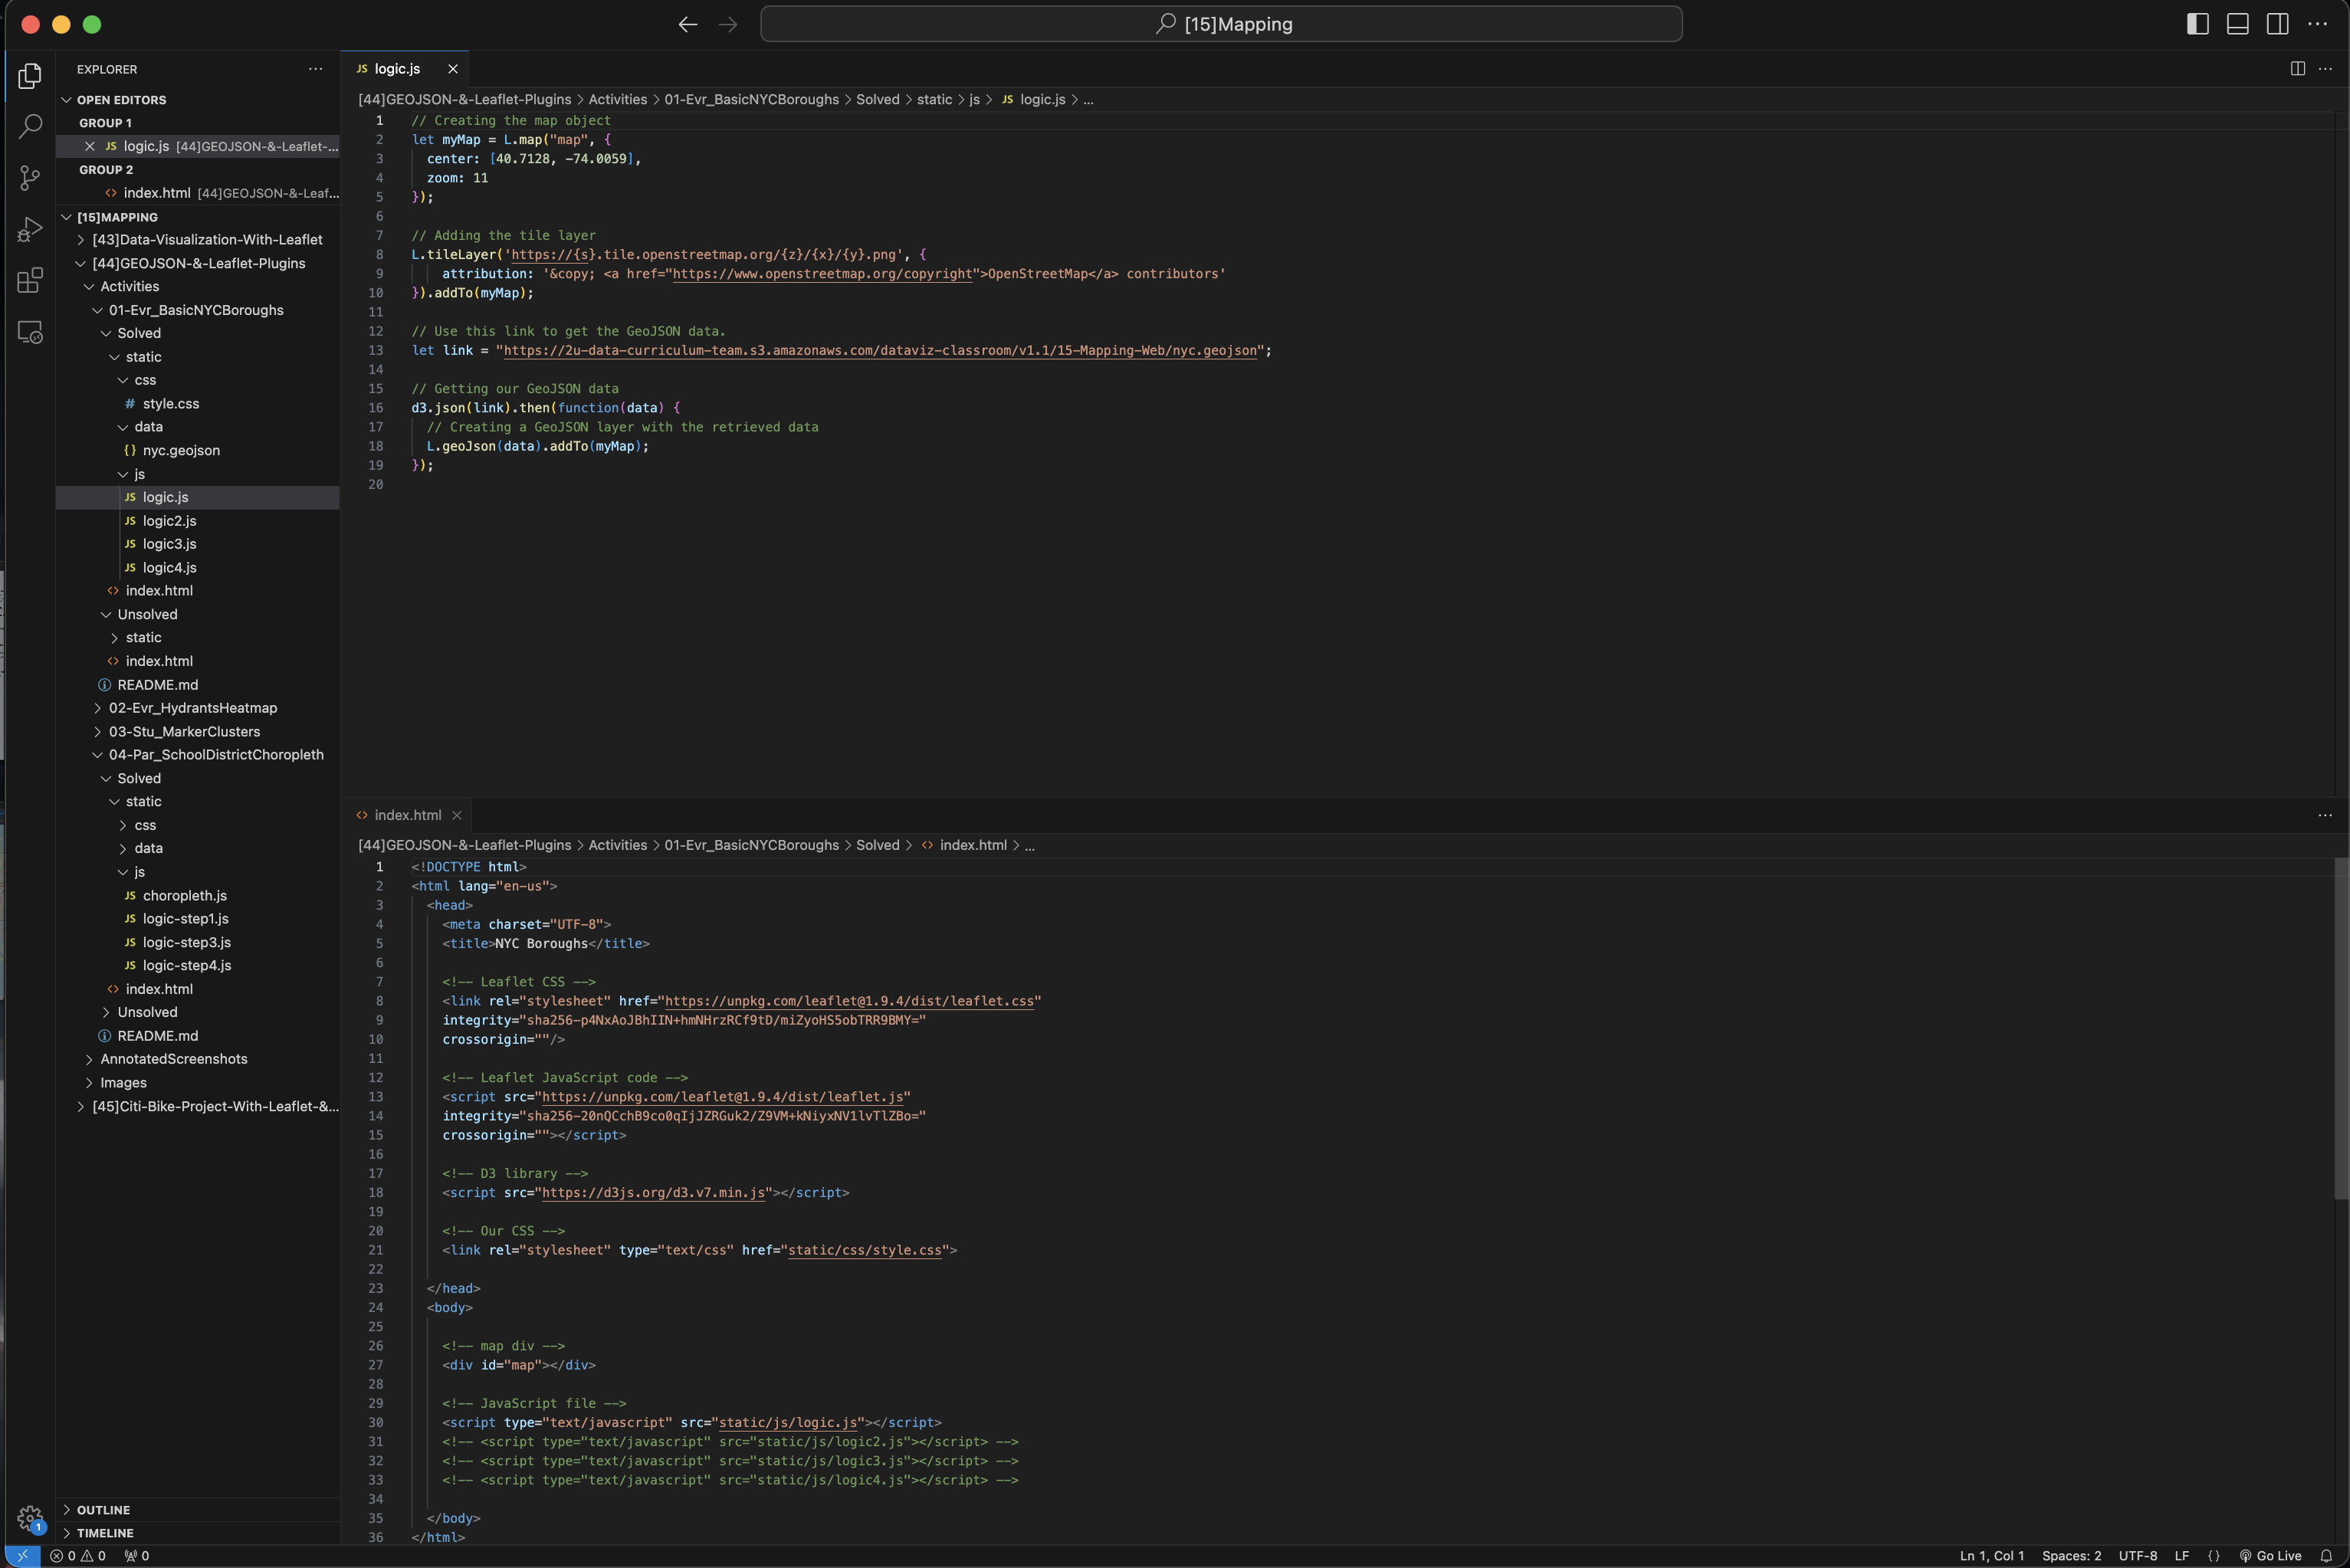 [15]Mapping
EXPLORER
OPEN EDITORS
GROUP 1
JS logic.js [44]GEOJSON-&-Leaflet-...
GROUP 2
<> index.html [44]GEOJSON-&-Leaf...
[15]MAPPING
[43]Data-Visualization-With-Leaflet
[44]GEOJSON-&-Leaflet-Plugins
Activities
01-Evr_BasicNYCBoroughs
Solved
static
css
# style.css
data
{} nyc.geojson
js
JS logic.js
JS logic2.js
JS logic3.js
JS logic4.js
<> index.html
Unsolved
static
<> index.html
README.md
02-Evr_HydrantsHeatmap
03-Stu_MarkerClusters
04-Par_SchoolDistrictChoropleth
Solved
static
css
data
js
JS choropleth.js
JS logic-step1.js
JS logic-step3.js
JS logic-step4.js
<> index.html
Unsolved
README.md
AnnotatedScreenshots
Images
[45]Citi-Bike-Project-With-Leaflet-&...
OUTLINE
TIMELINE
JS logic.js
[44]GEOJSON-&-Leaflet-Plugins > Activities > 01-Evr_BasicNYCBoroughs > Solved > static > js > JS logic.js > ...
1 // Creating the map object
2 let myMap = L.map("map", {
3   center: [40.7128, -74.0059],
4   zoom: 11
5 });
6
7 // Adding the tile layer
8 L.tileLayer('https://{s}.tile.openstreetmap.org/{z}/{x}/{y}.png', {
9     attribution: '&copy; <a href="https://www.openstreetmap.org/copyright">OpenStreetMap</a> contributors'
10 }).addTo(myMap);
11
12 // Use this link to get the GeoJSON data.
13 let link = "https://2u-data-curriculum-team.s3.amazonaws.com/dataviz-classroom/v1.1/15-Mapping-Web/nyc.geojson";
14
15 // Getting our GeoJSON data
16 d3.json(link).then(function(data) {
17   // Creating a GeoJSON layer with the retrieved data
18   L.geoJson(data).addTo(myMap);
19 });
20
<> index.html
[44]GEOJSON-&-Leaflet-Plugins > Activities > 01-Evr_BasicNYCBoroughs > Solved > <> index.html > ...
1 <!DOCTYPE html>
2 <html lang="en-us">
3   <head>
4     <meta charset="UTF-8">
5     <title>NYC Boroughs</title>
6
7     <!-- Leaflet CSS -->
8     <link rel="stylesheet" href="https://unpkg.com/leaflet@1.9.4/dist/leaflet.css"
9     integrity="sha256-p4NxAoJBhIIN+hmNHrzRCf9tD/miZyoHS5obTRR9BMY="
10     crossorigin=""/>
11
12     <!-- Leaflet JavaScript code -->
13     <script src="https://unpkg.com/leaflet@1.9.4/dist/leaflet.js"
14     integrity="sha256-20nQCchB9co0qIjJZRGuk2/Z9VM+kNiyxNV1lvTlZBo="
15     crossorigin=""></script>
16
17     <!-- D3 library -->
18     <script src="https://d3js.org/d3.v7.min.js"></script>
19
20     <!-- Our CSS -->
21     <link rel="stylesheet" type="text/css" href="static/css/style.css">
22
23   </head>
24   <body>
25
26     <!-- map div -->
27     <div id="map"></div>
28
29     <!-- JavaScript file -->
30     <script type="text/javascript" src="static/js/logic.js"></script>
31     <!-- <script type="text/javascript" src="static/js/logic2.js"></script> -->
32     <!-- <script type="text/javascript" src="static/js/logic3.js"></script> -->
33     <!-- <script type="text/javascript" src="static/js/logic4.js"></script> -->
34
35   </body>
36 </html>
1
0 0 0
Ln 1, Col 1 Spaces: 2 UTF-8 LF {} Go Live